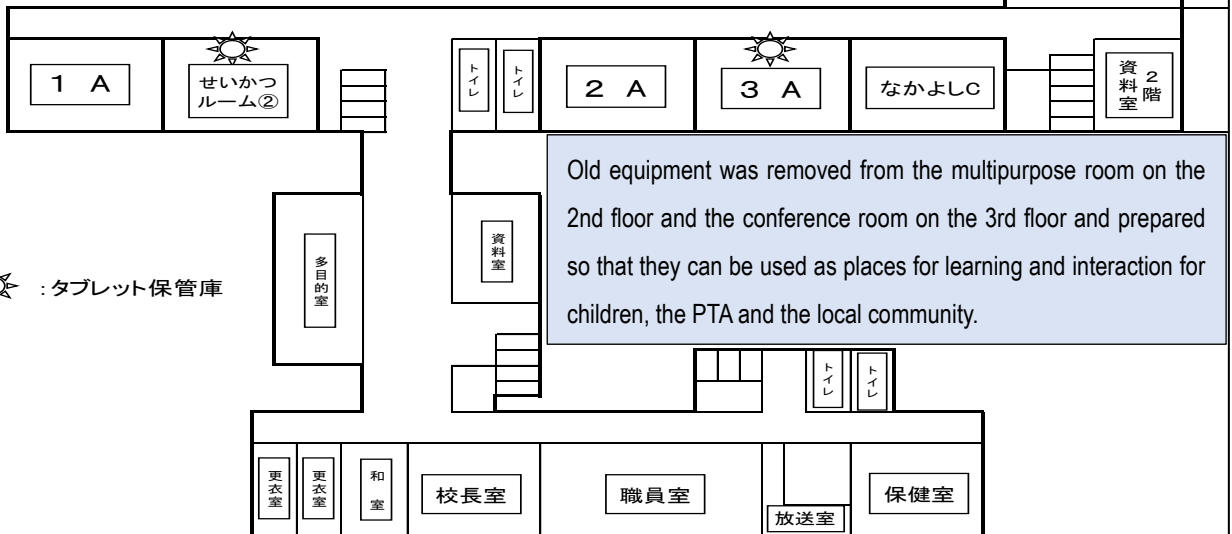 1 A
せいかつ
ルーム②
トイレ
トイレ
2 A
3 A
なかよしC
資料室
2階
Old equipment was removed from the multipurpose room on the
2nd floor and the conference room on the 3rd floor and prepared
so that they can be used as places for learning and interaction for
children, the PTA and the local community.
多目的室
資料室
:タブレット保管庫
トイレ
トイレ
更衣室
更衣室
和室
校長室
職員室
放送室
保健室